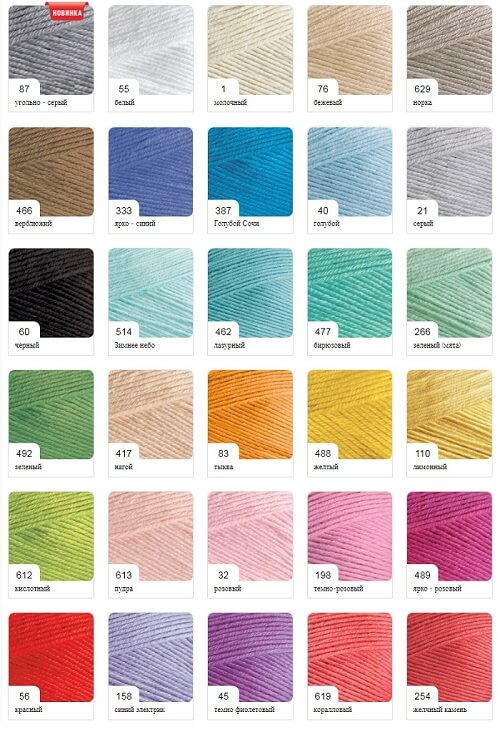 НОВИНКА
87 55 1 76 629
угольно - серый белый молочный бежевый норка
466 333 387 40 21
верблюжий ярко - синий Голубой Сочи голубой серый
60 514 462 477 266
черный Зимнее небо лазурный бирюзовый зеленый (мята)
492 417 83 488 110
зеленый нагой тыква желтый лимонный
612 613 32 198 489
кислотный пудра розовый темно-розовый ярко - розовый
56 158 45 619 254
красный синий электрик темно фиолетовый коралловый желчный камень